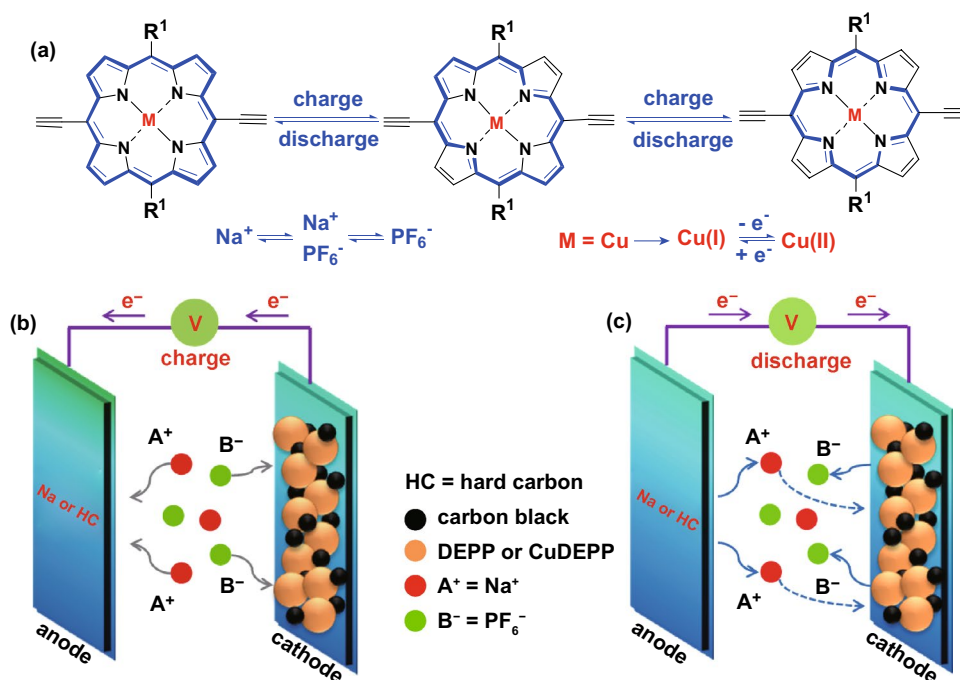 (a)
R¹
R¹
R¹
N N
M
N N
N N
M
N N
N N
M
N N
charge
discharge
charge
discharge
R¹
R¹
R¹
Na⁺ ⇌ Na⁺ PF₆⁻ ⇌ PF₆⁻
M = Cu → Cu(I) - e⁻ ⇌ + e⁻ Cu(II)
(b)
e⁻ e⁻
V
charge
A⁺
B⁻
Na or HC
A⁺
B⁻
anode
cathode
HC = hard carbon
carbon black
DEPP or CuDEPP
A⁺ = Na⁺
B⁻ = PF₆⁻
(c)
e⁻ e⁻
V
discharge
A⁺
B⁻
Na or HC
A⁺
B⁻
anode
cathode